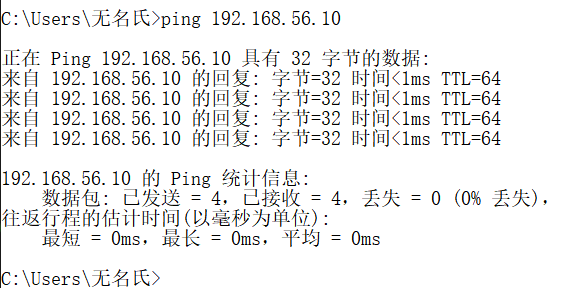 C:\Users\无名氏>ping 192.168.56.10
正在 Ping 192.168.56.10 具有 32 字节的数据:
来自 192.168.56.10 的回复: 字节=32 时间<1ms TTL=64
来自 192.168.56.10 的回复: 字节=32 时间<1ms TTL=64
来自 192.168.56.10 的回复: 字节=32 时间<1ms TTL=64
来自 192.168.56.10 的回复: 字节=32 时间<1ms TTL=64
192.168.56.10 的 Ping 统计信息:
数据包: 已发送 = 4，已接收 = 4，丢失 = 0 (0% 丢失)，
往返行程的估计时间(以毫秒为单位):
最短 = 0ms，最长 = 0ms，平均 = 0ms
C:\Users\无名氏>